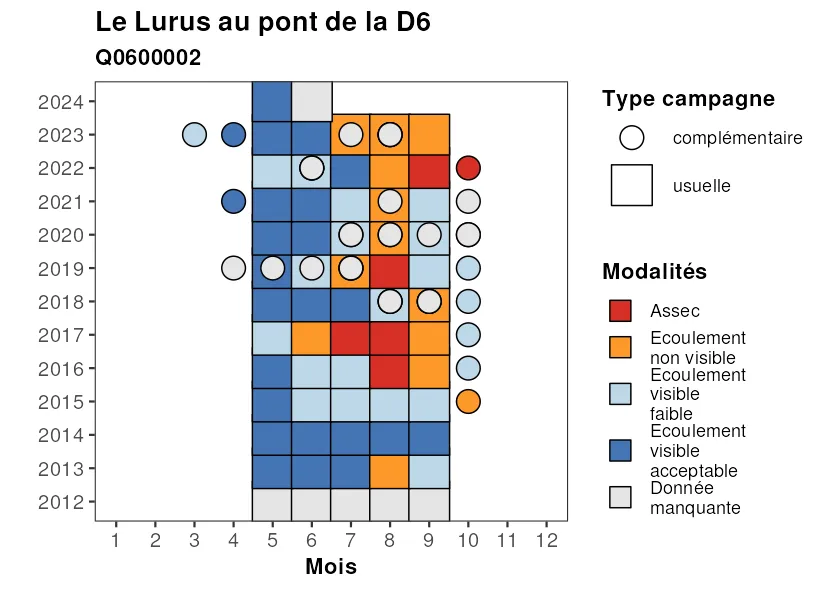 Le Lurus au pont de la D6
Q0600002
2024
2023
2022
2021
2020
2019
2018
2017
2016
2015
2014
2013
2012
1 2 3 4 5 6 7 8 9 10 11 12
Mois
Type campagne
complémentaire
usuelle
Modalités
Assec
Ecoulement
non visible
Ecoulement
visible
faible
Ecoulement
visible
acceptable
Donnée
manquante